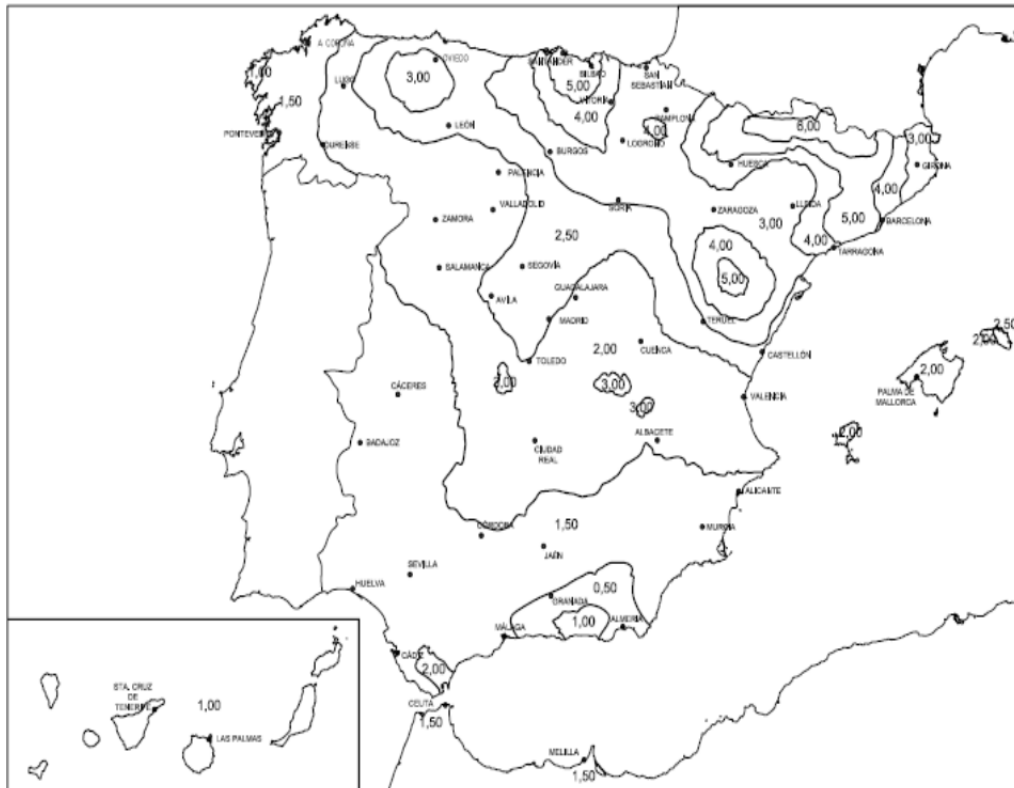 A CORUÑA
OVIEDO
SANTANDER
BILBAO
SAN
SEBASTIÁN
1,00
3,00
LUGO
5,00
1,50
VITORIA
4,00
PAMPLONA
4,00
6,00
PONTEVEDRA
LEÓN
LOGROÑO
3,00
OURENSE
BURGOS
HUESCA
GIRONA
PALENCIA
4,00
VALLADOLID
SORIA
ZARAGOZA
LLEIDA
3,00
5,00
BARCELONA
ZAMORA
2,50
4,00
4,00
TARRAGONA
SALAMANCA
SEGOVIA
5,00
GUADALAJARA
AVILA
MADRID
TERUEL
2,50
2,00
2,00
CUENCA
CASTELLÓN
TOLEDO
3,00
2,00
CÁCERES
3,00
VALENCIA
PALMA DE
MALLORCA
2,00
BADAJOZ
CIUDAD
REAL
ALBACETE
ALICANTE
1,50
CÓRDOBA
MURCIA
JAÉN
SEVILLA
HUELVA
0,50
GRANADA
1,00
ALMERIA
MÁLAGA
CÁDIZ
2,00
CEUTA
1,50
STA. CRUZ
DE
TENERIFE
1,00
LAS PALMAS
MELILLA
1,50